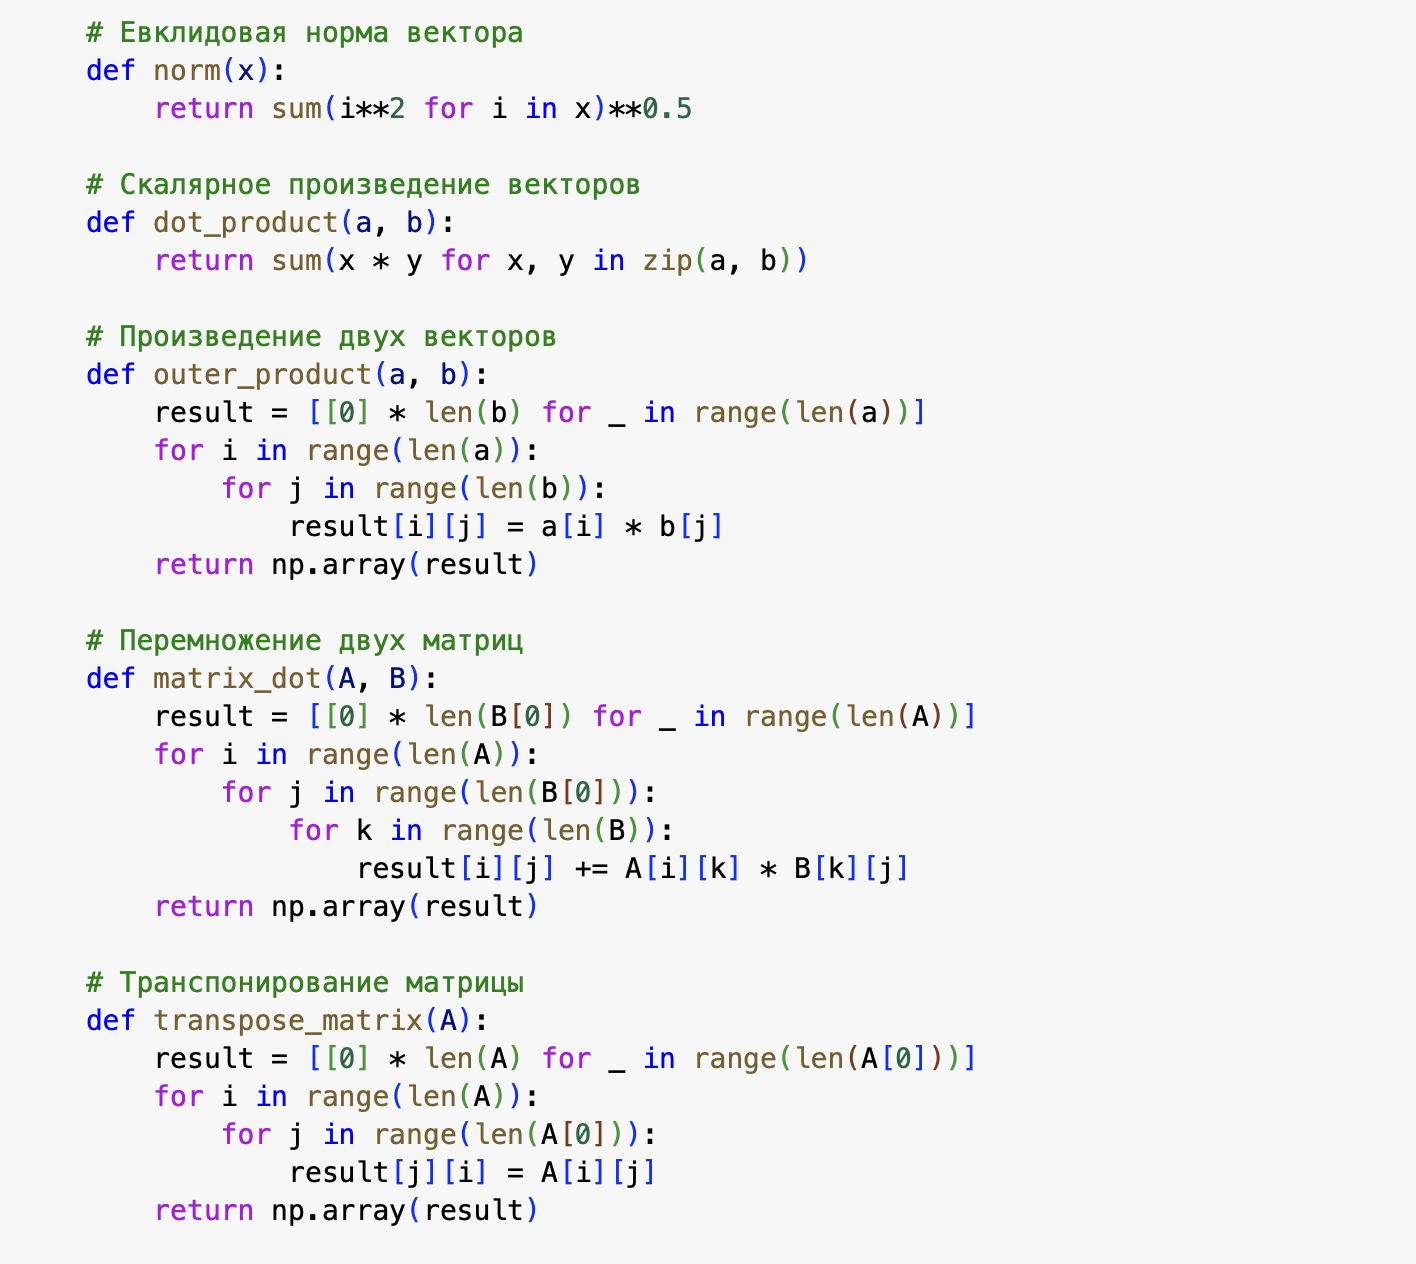 # Евклидовая норма вектора
def norm(x):
    return sum(i**2 for i in x)**0.5

# Скалярное произведение векторов
def dot_product(a, b):
    return sum(x * y for x, y in zip(a, b))

# Произведение двух векторов
def outer_product(a, b):
    result = [[0] * len(b) for _ in range(len(a))]
    for i in range(len(a)):
        for j in range(len(b)):
            result[i][j] = a[i] * b[j]
    return np.array(result)

# Перемножение двух матриц
def matrix_dot(A, B):
    result = [[0] * len(B[0]) for _ in range(len(A))]
    for i in range(len(A)):
        for j in range(len(B[0])):
            for k in range(len(B)):
                result[i][j] += A[i][k] * B[k][j]
    return np.array(result)

# Транспонирование матрицы
def transpose_matrix(A):
    result = [[0] * len(A) for _ in range(len(A[0]))]
    for i in range(len(A)):
        for j in range(len(A[0])):
            result[j][i] = A[i][j]
    return np.array(result)